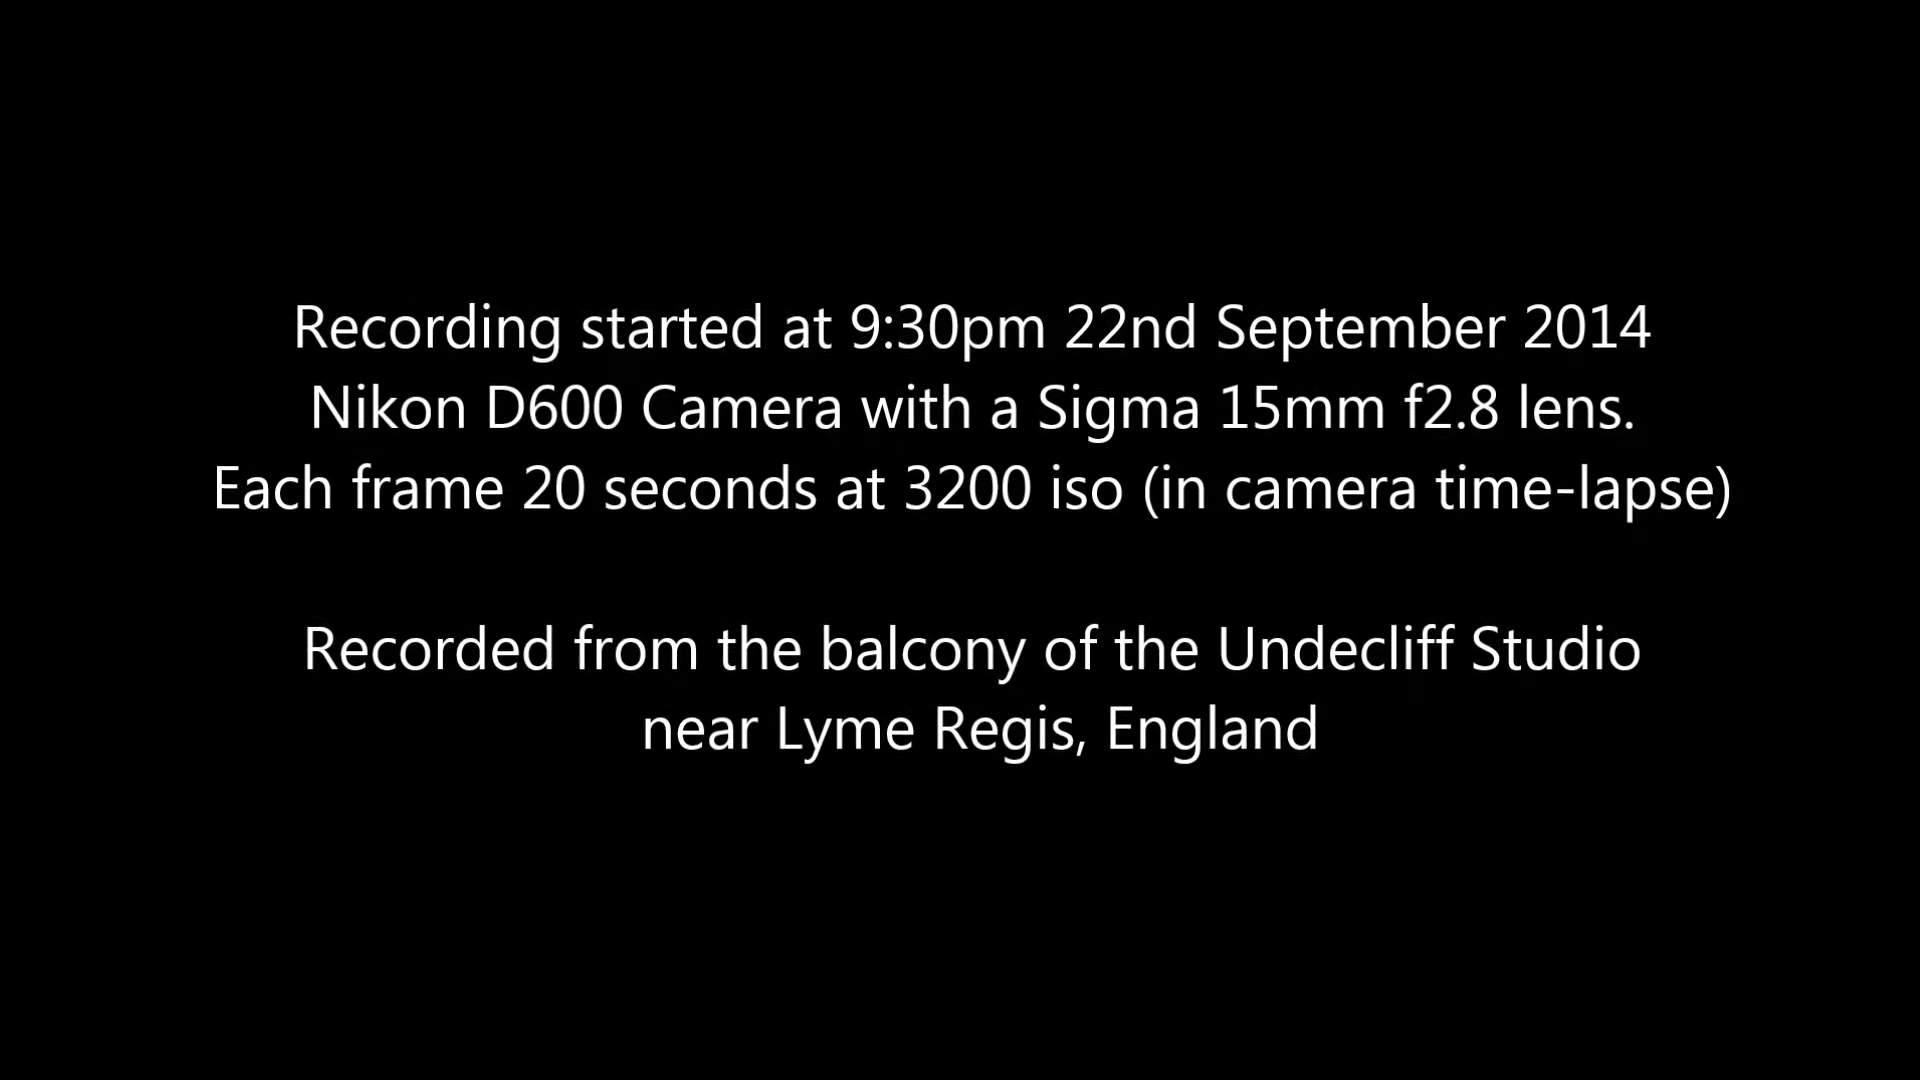 Recording started at 9:30pm 22nd September 2014
Nikon D600 Camera with a Sigma 15mm f2.8 lens.
Each frame 20 seconds at 3200 iso (in camera time-lapse)
Recorded from the balcony of the Undecliff Studio
near Lyme Regis, England